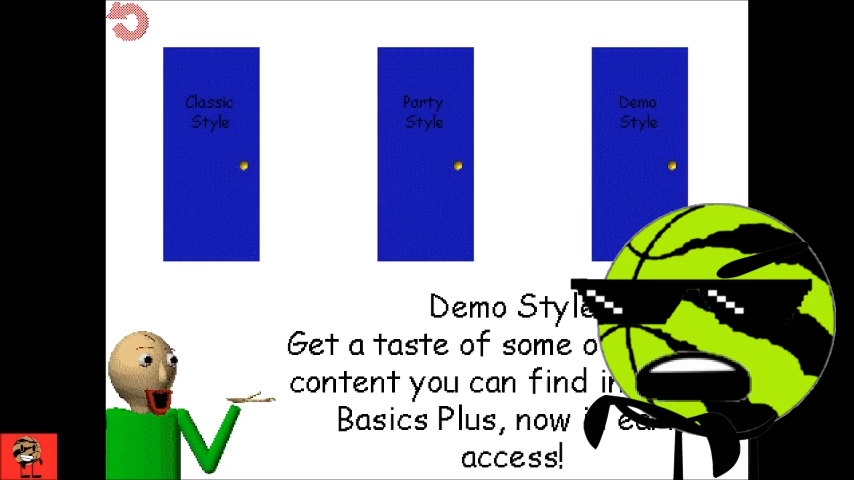 Classic
Style
Party
Style
Demo
Style
Demo Style
Get a taste of some
content you can find in
Basics Plus, now
access!